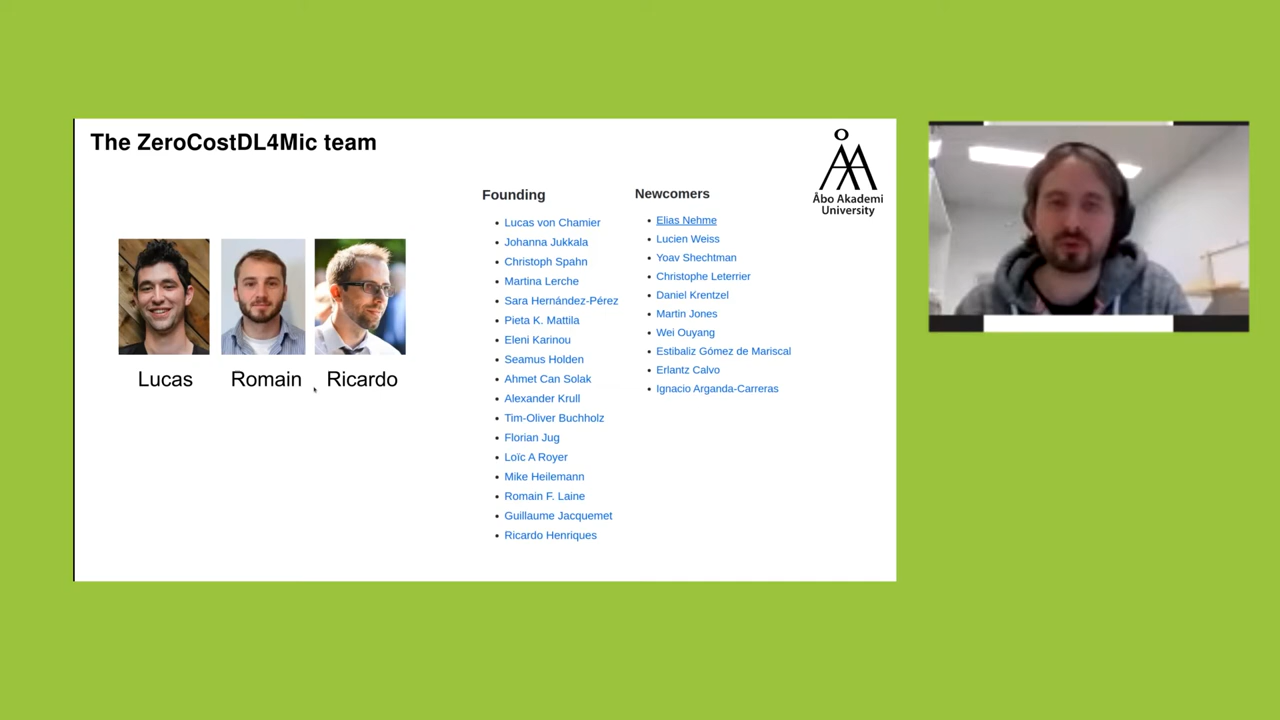 The ZeroCostDL4Mic team
Åbo Akademi
University
Lucas
Romain
Ricardo
Founding
Lucas von Chamier
Johanna Jukkala
Christoph Spahn
Martina Lerche
Sara Hernández-Pérez
Pieta K. Mattila
Eleni Karinou
Seamus Holden
Ahmet Can Solak
Alexander Krull
Tim-Oliver Buchholz
Florian Jug
Loïc A Royer
Mike Heilemann
Romain F. Laine
Guillaume Jacquemet
Ricardo Henriques
Newcomers
Elias Nehme
Lucien Weiss
Yoav Shechtman
Christophe Leterrier
Daniel Krentzel
Martin Jones
Wei Ouyang
Estibaliz Gómez de Mariscal
Erlantz Calvo
Ignacio Arganda-Carreras